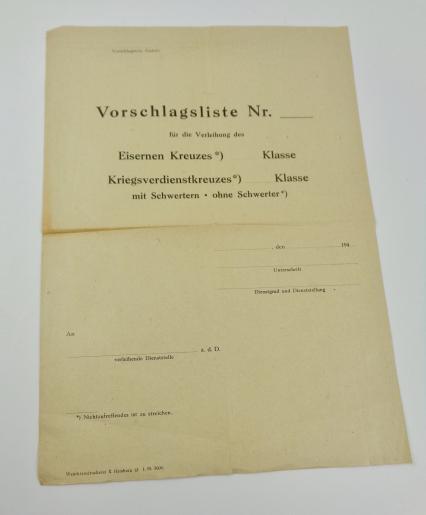 Vorschlagsliste Nr.
für die Verleihung des
Eisernen Kreuzes*) Klasse
Kriegsverdienstkreuzes*) Klasse
mit Schwertern • ohne Schwerter*)
, den 194
Unterschrift
Dienstgrad und Dienststellung
An
a. d. D.
verleihende Dienststelle
*) Nichtzutreffendes ist zu streichen.